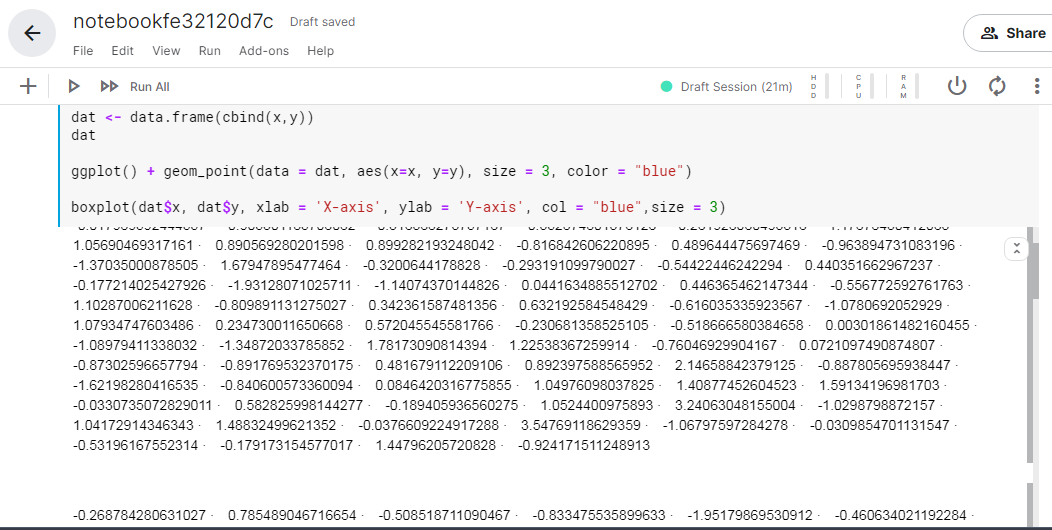 notebookfe32120d7c Draft saved
File Edit View Run Add-ons Help
Share
Run All
Draft Session (21m)
HDD
CPU
RAM
dat <- data.frame(cbind(x,y))
dat
ggplot() + geom_point(data = dat, aes(x=x, y=y), size = 3, color = "blue")
boxplot(dat$x, dat$y, xlab = 'X-axis', ylab = 'Y-axis', col = "blue",size = 3)
1.05690469317161 · 0.890569280201598 · 0.899282193248042 · -0.816842606220895 · 0.489644475697469 · -0.963894731083196 ·
-1.37035000878505 · 1.67947895477464 · -0.3200644178828 · -0.293191099790027 · -0.54422446242294 · 0.440351662967237 ·
-0.177214025427926 · -1.93128071025711 · -1.14074370144826 · 0.0441634885512702 · 0.446365462147344 · -0.556772592761763 ·
1.10287006211628 · -0.809891131275027 · 0.342361587481356 · 0.632192584548429 · -0.616035335923567 · -1.0780692052929 ·
1.07934747603486 · 0.234730011650668 · 0.572045545581766 · -0.230681358525105 · -0.518666580384658 · 0.00301861482160455 ·
-1.08979411338032 · -1.34872033785852 · 1.78173090814394 · 1.22538367259914 · -0.76046929904167 · 0.0721097490874807 ·
-0.87302596657794 · -0.891769532370175 · 0.481679112209106 · 0.892397588565952 · 2.14658842379125 · -0.887805695938447 ·
-1.62198280416535 · -0.840600573360094 · 0.0846420316775855 · 1.04976098037825 · 1.40877452604523 · 1.59134196981703 ·
-0.0330735072829011 · 0.582825998144277 · -0.189405936560275 · 1.0524400975893 · 3.24063048155004 · -1.0298798872157 ·
1.04172914346343 · 1.48832499621352 · -0.0376609224917288 · 3.54769118629359 · -1.06797597284278 · -0.0309854701131547 ·
-0.53196167552314 · -0.179173154577017 · 1.44796205720828 · -0.924171511248913
-0.268784280631027 · 0.785489046716654 · -0.508518711090467 · -0.833475535899633 · -1.95179869530912 · -0.460634021192284 ·